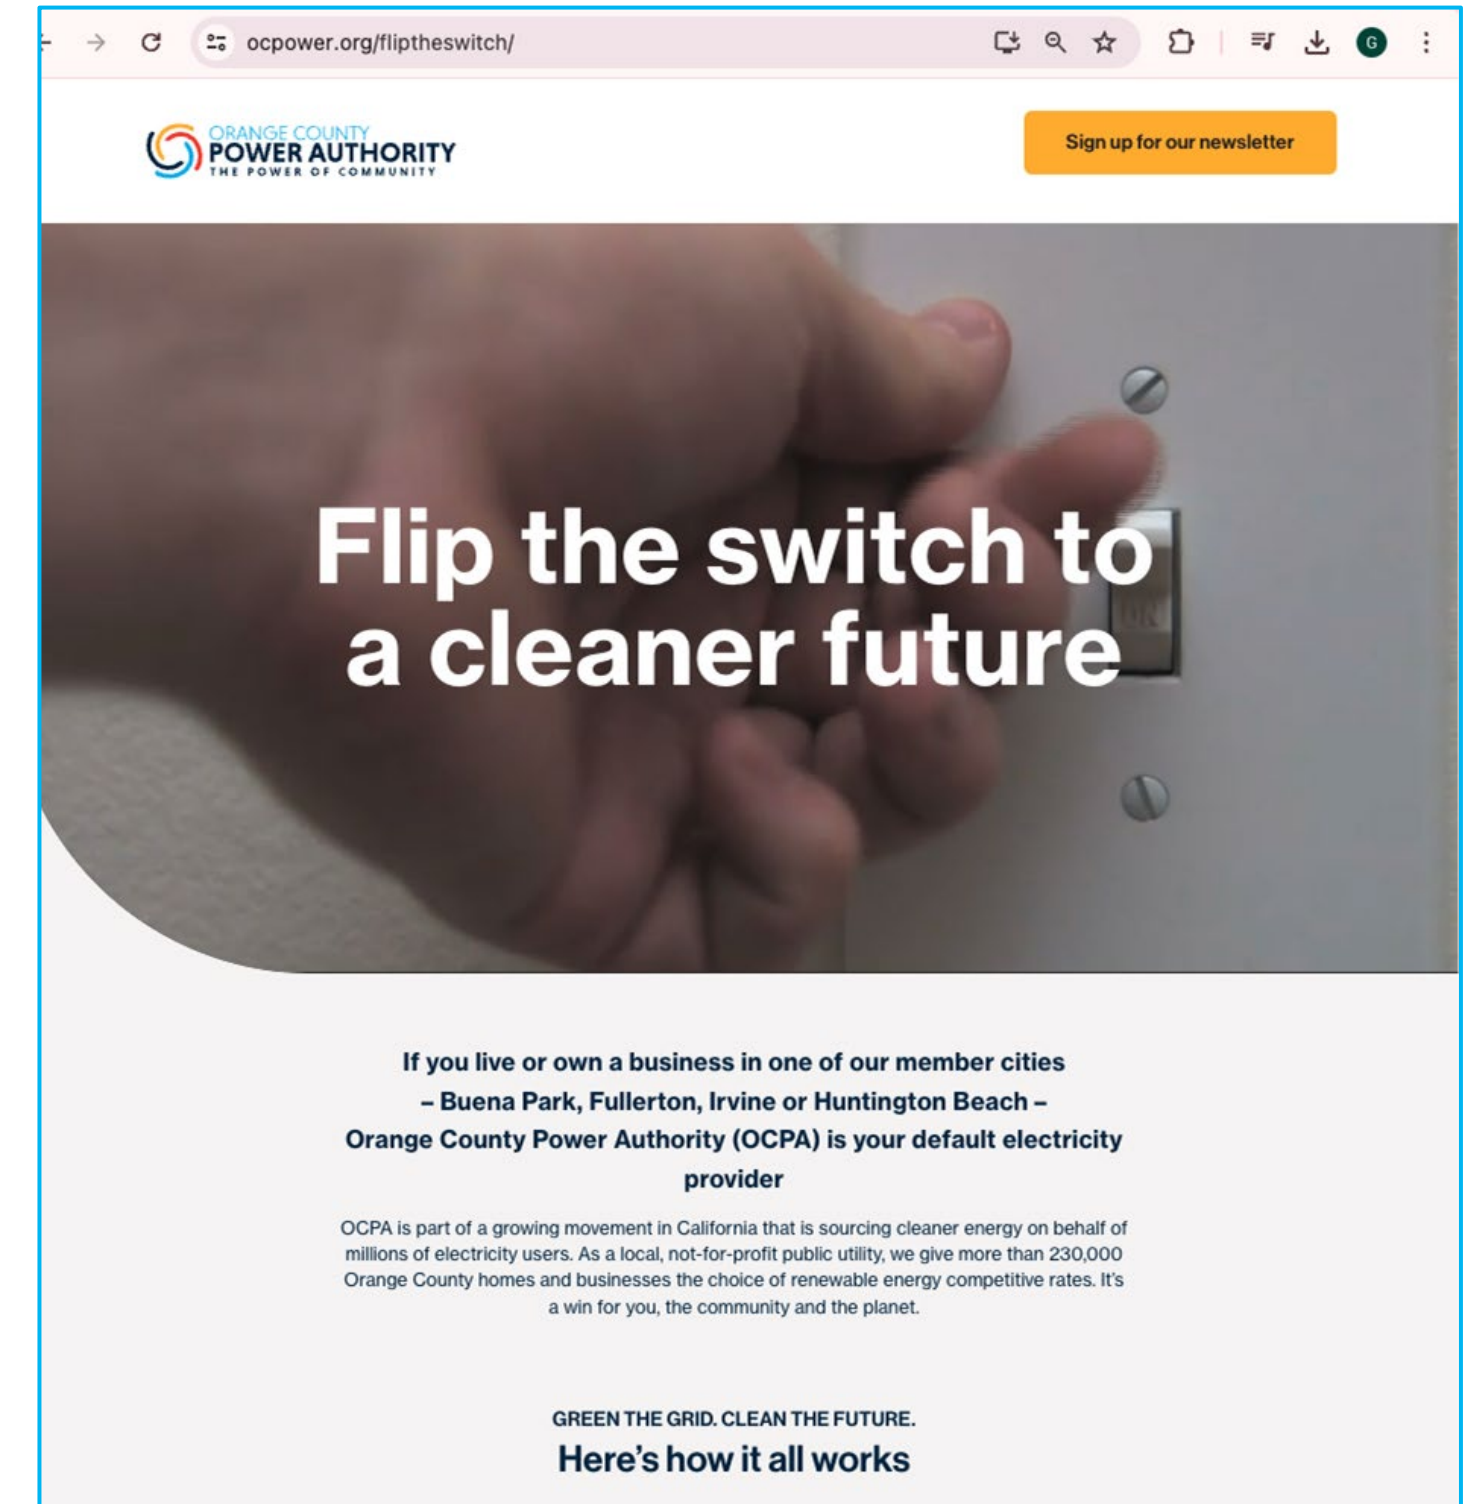 ocpower.org/fliptheswitch/
G
ORANGE COUNTY
POWER AUTHORITY
THE POWER OF COMMUNITY
Sign up for our newsletter
ON
Flip the switch to
a cleaner future
If you live or own a business in one of our member cities
– Buena Park, Fullerton, Irvine or Huntington Beach –
Orange County Power Authority (OCPA) is your default electricity
provider
OCPA is part of a growing movement in California that is sourcing cleaner energy on behalf of
millions of electricity users. As a local, not-for-profit public utility, we give more than 230,000
Orange County homes and businesses the choice of renewable energy competitive rates. It's
a win for you, the community and the planet.
GREEN THE GRID. CLEAN THE FUTURE.
Here's how it all works